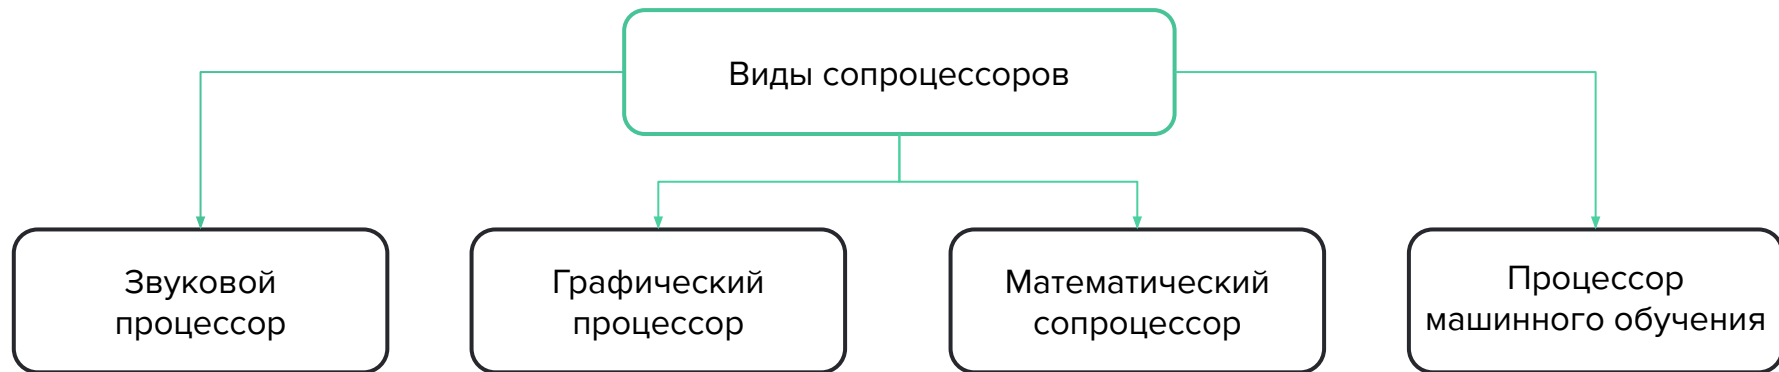 Виды сопроцессоров
Звуковой
процессор
Графический
процессор
Математический
сопроцессор
Процессор
машинного обучения